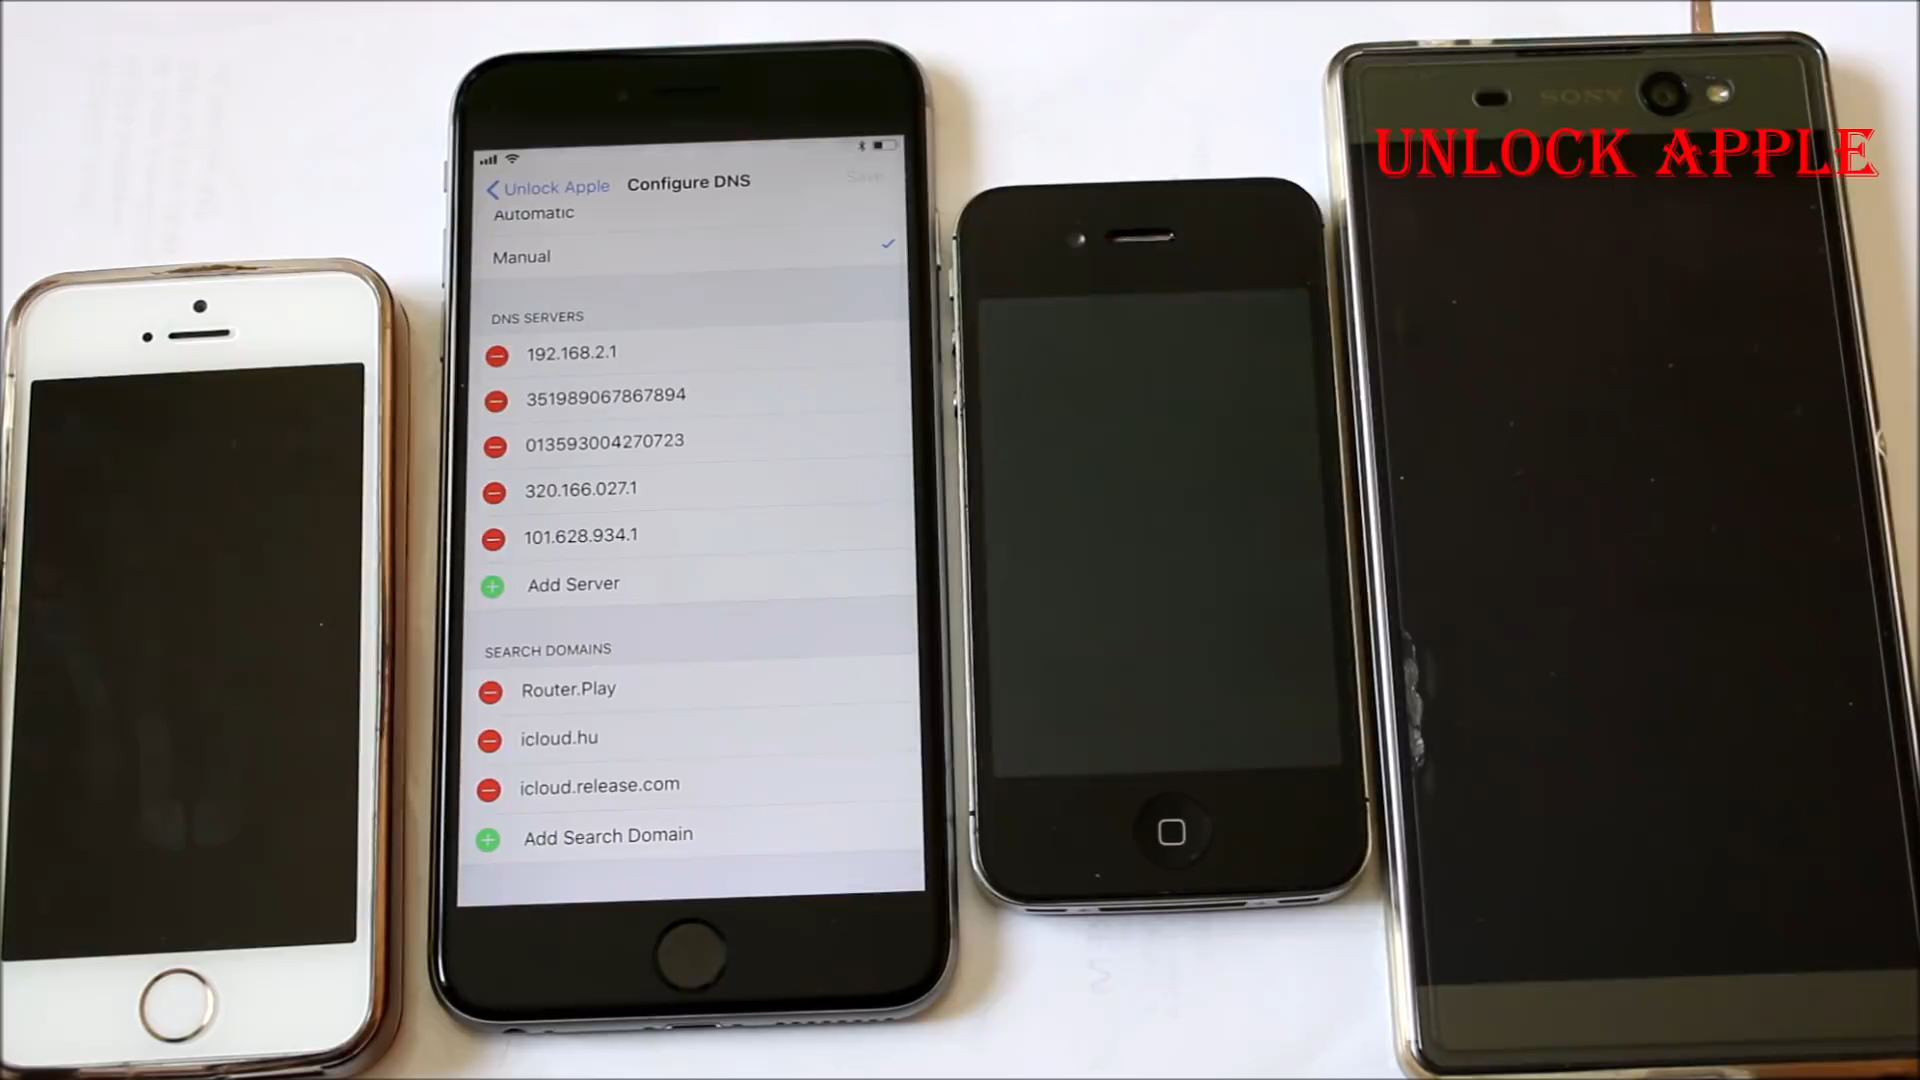 SONY
UNLOCK APPLE
Unlock Apple
Configure DNS
Save
Automatic
Manual
DNS SERVERS
192.168.2.1
351989067867894
013593004270723
320.166.027.1
101.628.934.1
Add Server
SEARCH DOMAINS
Router.Play
icloud.hu
icloud.release.com
Add Search Domain